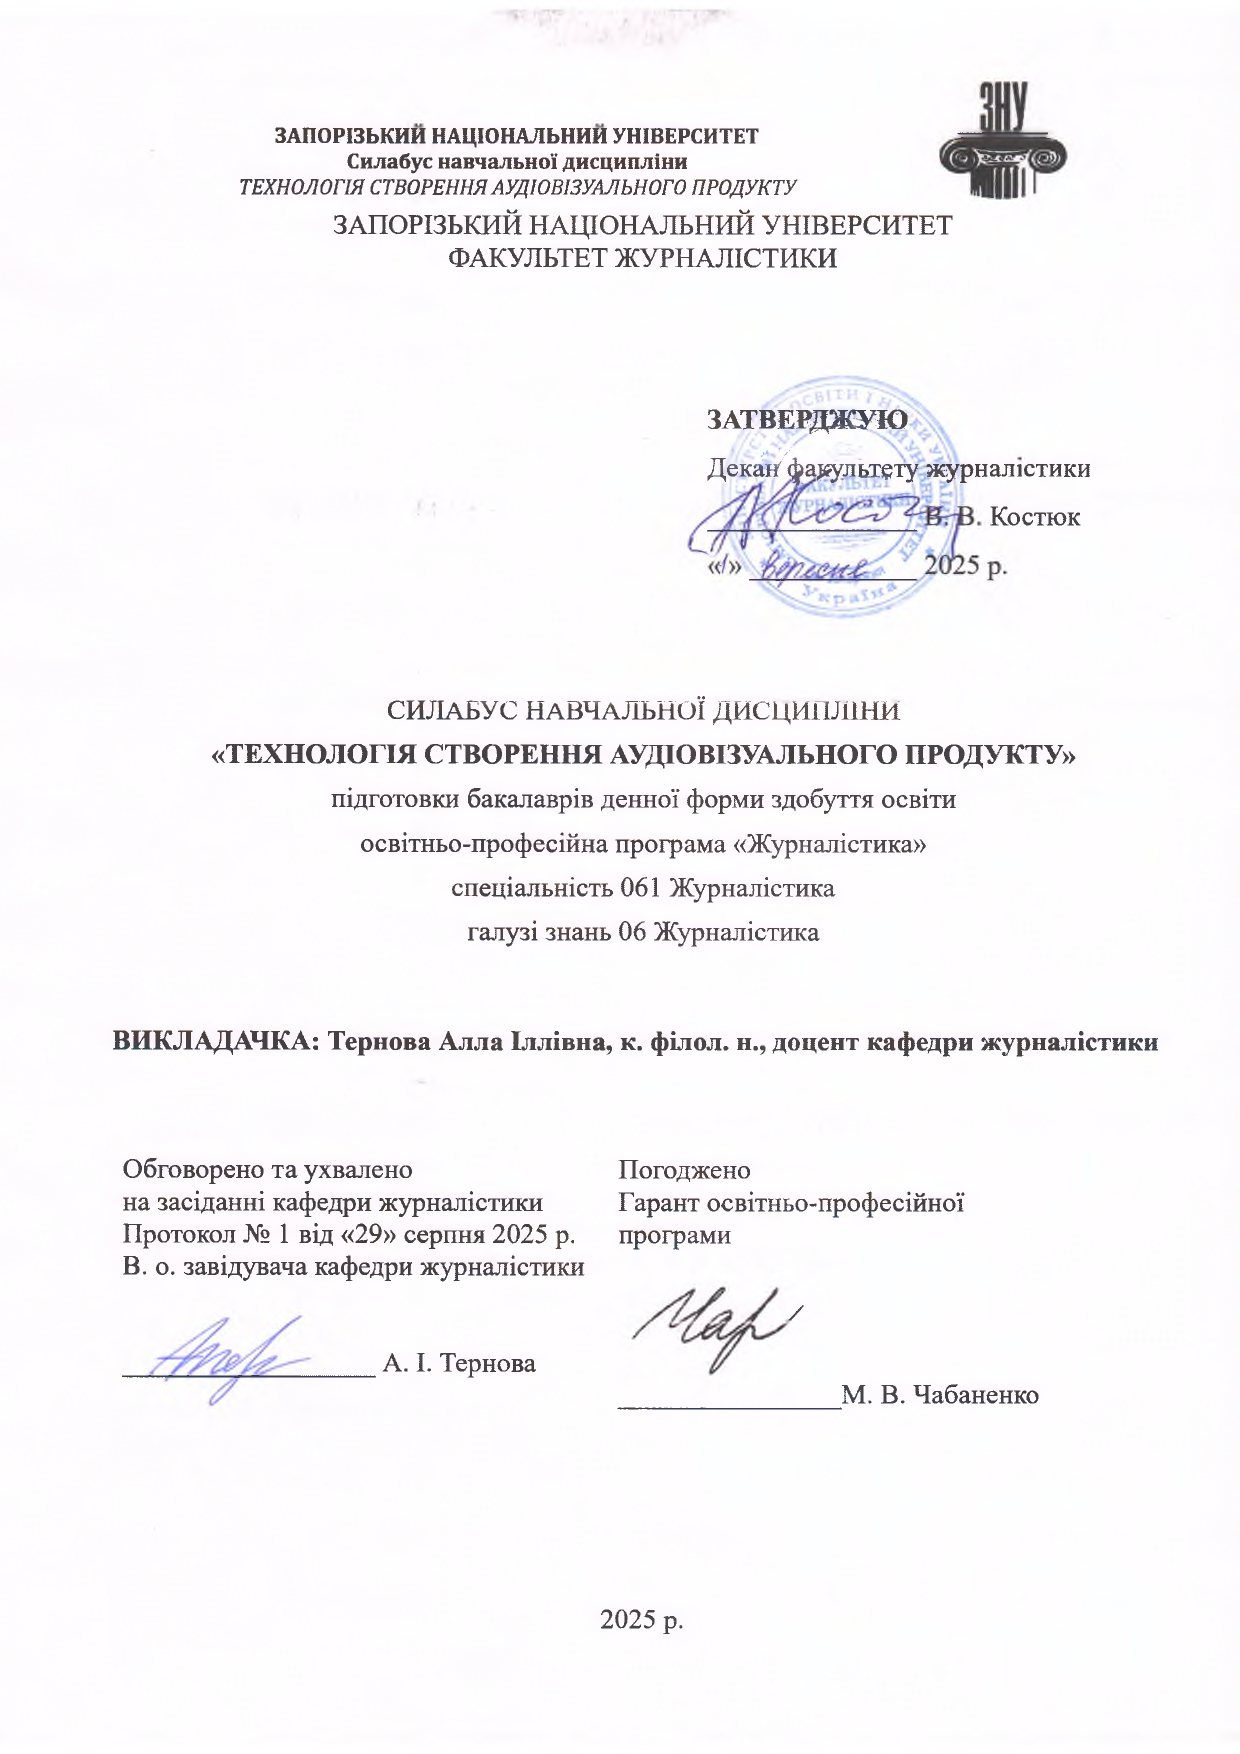 ЗАПОРІЗЬКИЙ НАЦІОНАЛЬНИЙ УНІВЕРСИТЕТ
Силабус навчальної дисципліни
ТЕХНОЛОГІЯ СТВОРЕННЯ АУДІОВІЗУАЛЬНОГО ПРОДУКТУ
ЗНУ
ЗАПОРІЗЬКИЙ НАЦІОНАЛЬНИЙ УНІВЕРСИТЕТ
ФАКУЛЬТЕТ ЖУРНАЛІСТИКИ
ЗАТВЕРДЖУЮ
Декан факультету журналістики
В. В. Костюк
«1» вересня 2025 р.
ФАКУЛЬТЕТ
ЖУРНАЛІСТИКИ
Україна
СИЛАБУС НАВЧАЛЬНОЇ ДИСЦИПЛІНИ
«ТЕХНОЛОГІЯ СТВОРЕННЯ АУДІОВІЗУАЛЬНОГО ПРОДУКТУ»
підготовки бакалаврів денної форми здобуття освіти
освітньо-професійна програма «Журналістика»
спеціальність 061 Журналістика
галузі знань 06 Журналістика
ВИКЛАДАЧКА: Тернова Алла Іллівна, к. філол. н., доцент кафедри журналістики
Обговорено та ухвалено
на засіданні кафедри журналістики
Протокол № 1 від «29» серпня 2025 р.
В. о. завідувача кафедри журналістики
А. І. Тернова
Погоджено
Гарант освітньо-професійної
програми
М. В. Чабаненко
2025 р.